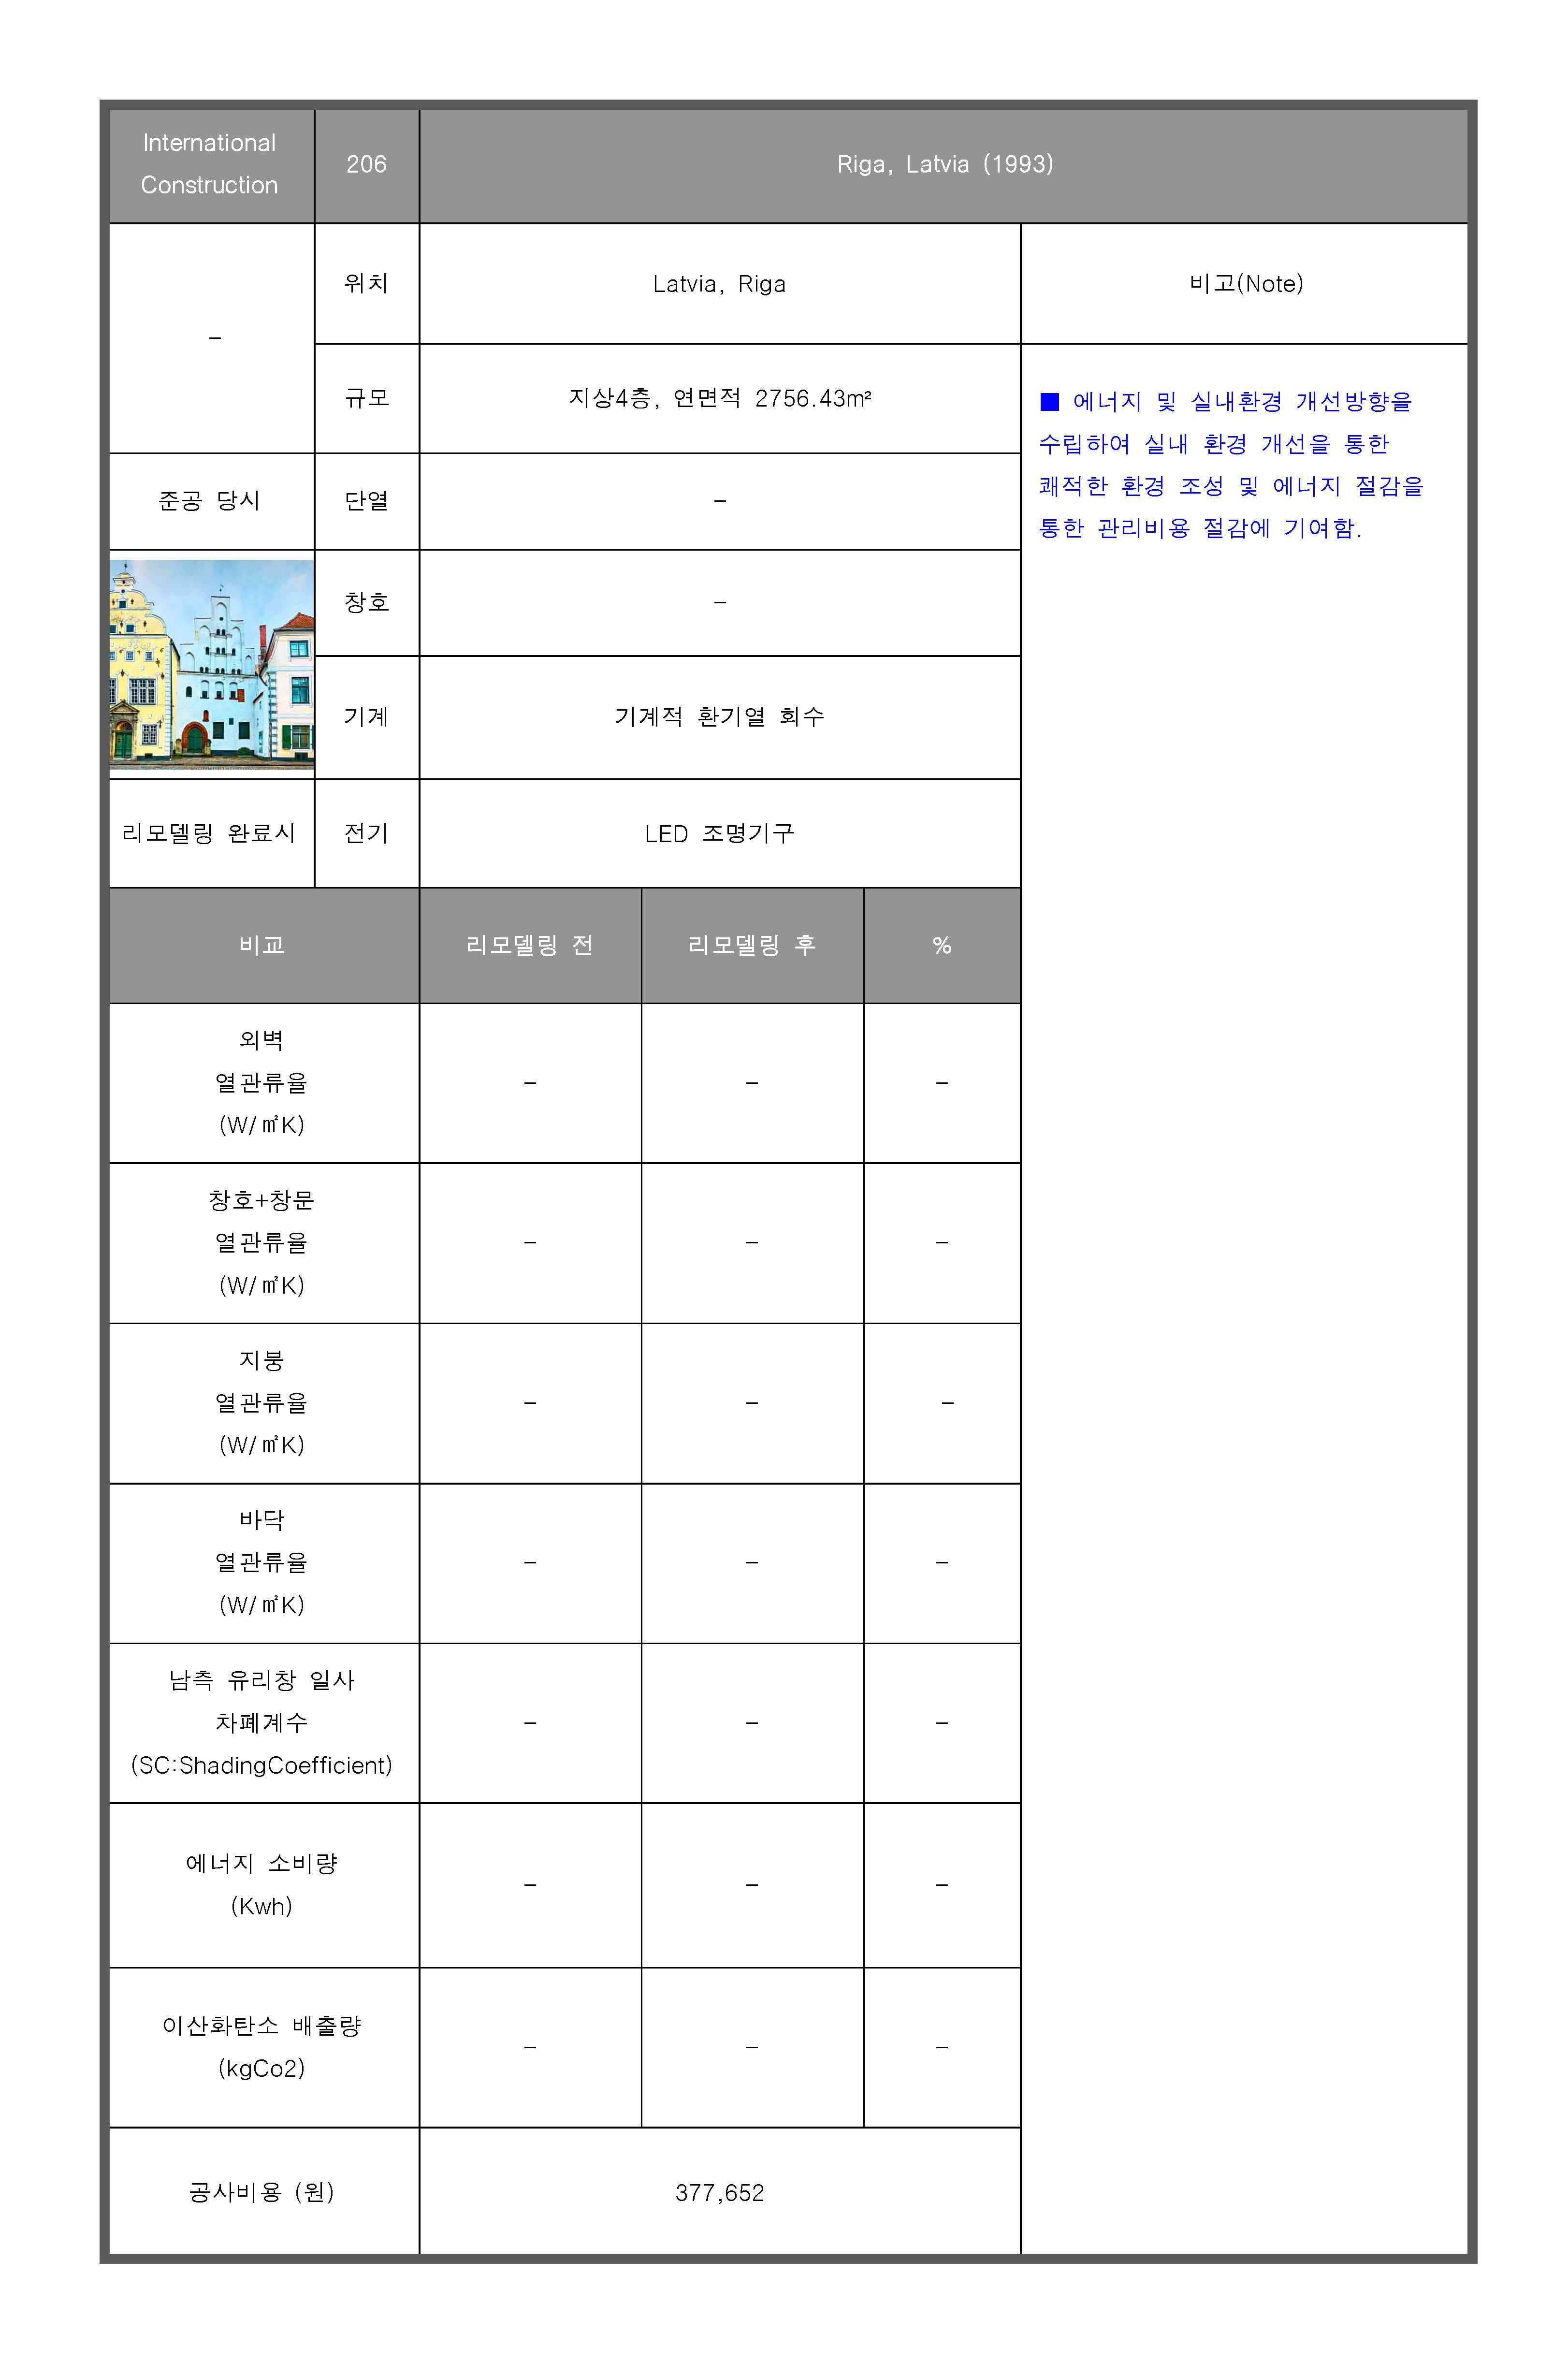 International
Construction
206
Riga, Latvia (1993)
-
위치
Latvia, Riga
비고(Note)
규모
지상4층, 연면적 2756.43m²
■ 에너지 및 실내환경 개선방향을
수립하여 실내 환경 개선을 통한
쾌적한 환경 조성 및 에너지 절감을
통한 관리비용 절감에 기여함.
준공 당시
단열
-
창호
-
기계
기계적 환기열 회수
리모델링 완료시
전기
LED 조명기구
비교
리모델링 전
리모델링 후
%
외벽
열관류율
(W/㎡K)
-
-
-
창호+창문
열관류율
(W/㎡K)
-
-
-
지붕
열관류율
(W/㎡K)
-
-
-
바닥
열관류율
(W/㎡K)
-
-
-
남측 유리창 일사
차폐계수
(SC:ShadingCoefficient)
-
-
-
에너지 소비량
(Kwh)
-
-
-
이산화탄소 배출량
(kgCo2)
-
-
-
공사비용 (원)
377,652